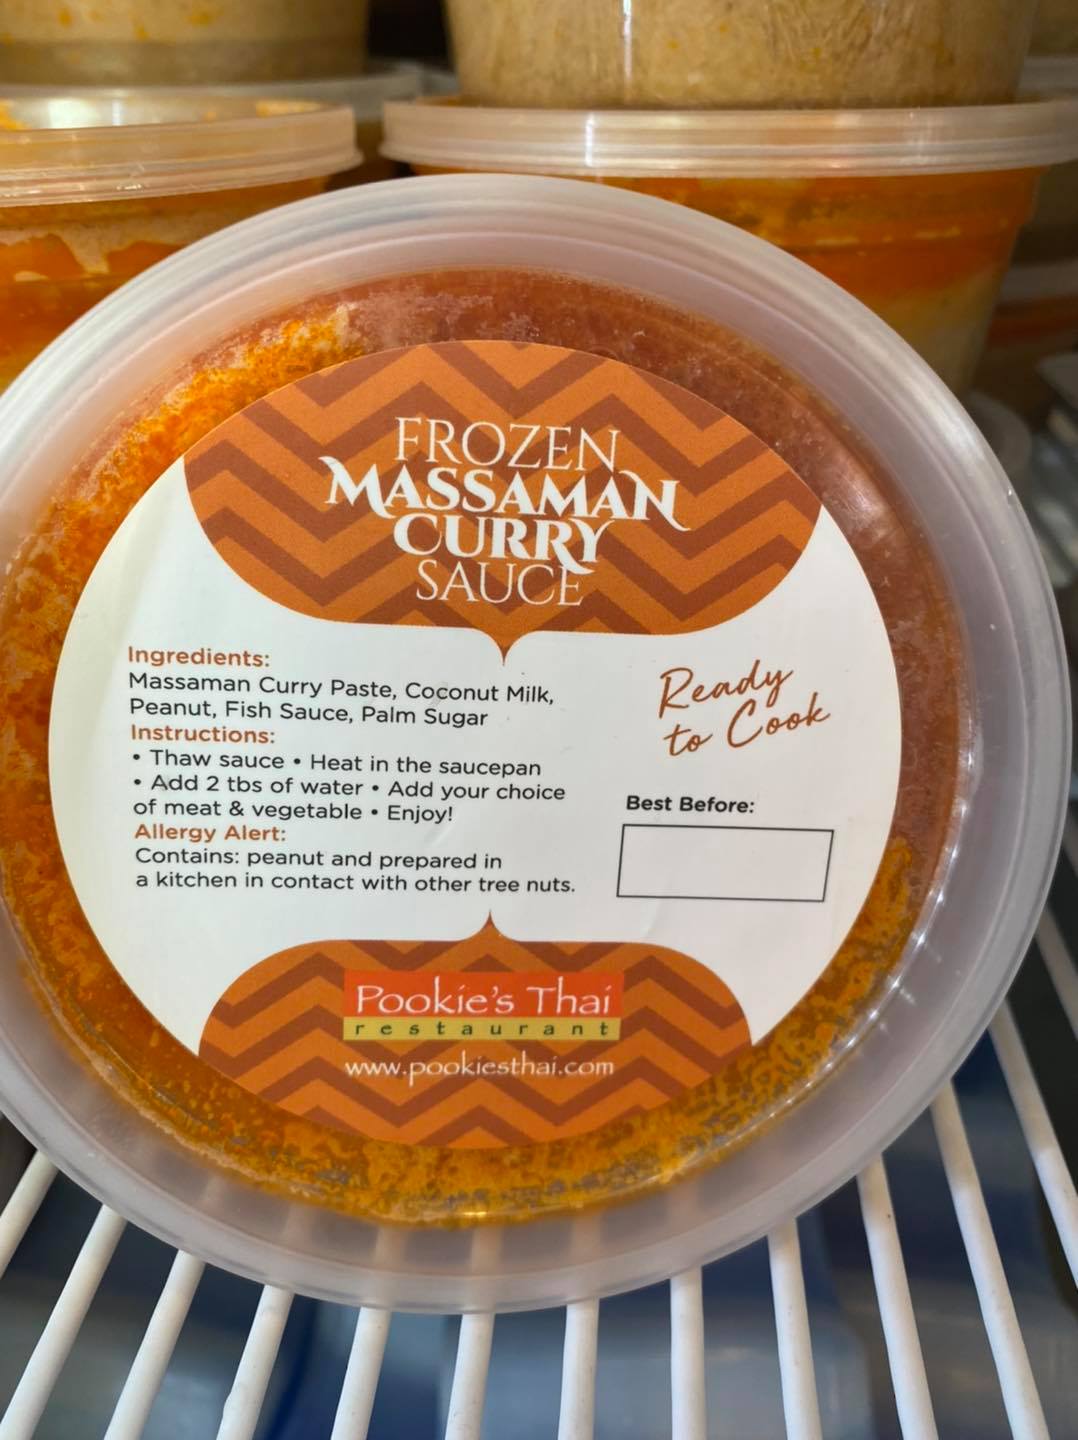 FROZEN
MASSAMAN
CURRY
SAUCE
Ingredients:
Massaman Curry Paste, Coconut Milk,
Peanut, Fish Sauce, Palm Sugar
Instructions:
• Thaw sauce • Heat in the saucepan
• Add 2 tbs of water • Add your choice
of meat & vegetable • Enjoy!
Allergy Alert:
Contains: peanut and prepared in
a kitchen in contact with other tree nuts.
Ready
to Cook
Best Before:
Pookie's Thai
restaurant
www.pookiesthai.com